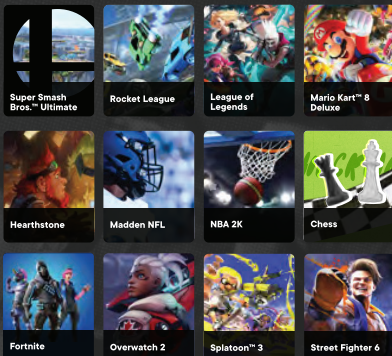 Super Smash
Bros.™ Ultimate
Rocket League
League of
Legends
Mario Kart™ 8
Deluxe
Hearthstone
Madden NFL
NBA 2K
Chess
Fortnite
Overwatch 2
Splatoon™ 3
Street Fighter 6